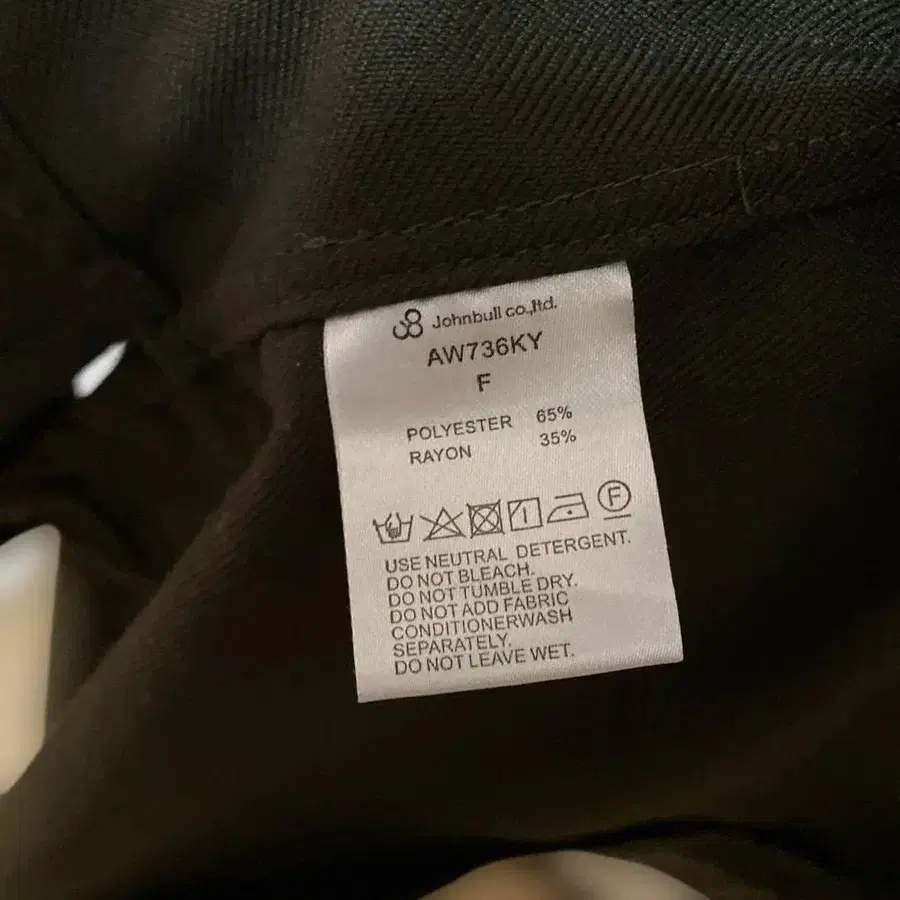 Johnbull co.,ltd.
AW736KY
F
POLYESTER 65%
RAYON 35%
F
USE NEUTRAL DETERGENT.
DO NOT BLEACH.
DO NOT TUMBLE DRY.
DO NOT ADD FABRIC
CONDITIONERWASH
SEPARATELY.
DO NOT LEAVE WET.